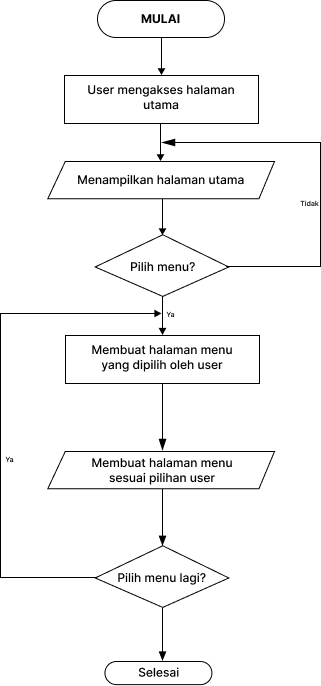 MULAI
User mengakses halaman
utama
Menampilkan halaman utama
Tidak
Pilih menu?
Ya
Membuat halaman menu
yang dipilih oleh user
Ya
Membuat halaman menu
sesuai pilihan user
Pilih menu lagi?
Selesai